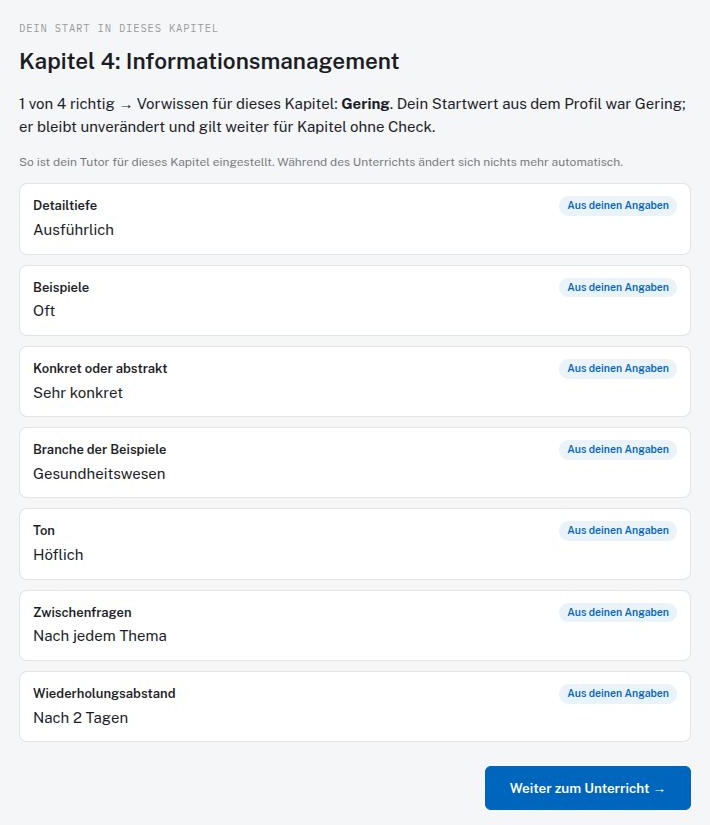 DEIN START IN DIESES KAPITEL
Kapitel 4: Informationsmanagement
1 von 4 richtig → Vorwissen für dieses Kapitel: Gering. Dein Startwert aus dem Profil war Gering;
er bleibt unverändert und gilt weiter für Kapitel ohne Check.
So ist dein Tutor für dieses Kapitel eingestellt. Während des Unterrichts ändert sich nichts mehr automatisch.
Detailtiefe
Aus deinen Angaben
Ausführlich
Beispiele
Aus deinen Angaben
Oft
Konkret oder abstrakt
Aus deinen Angaben
Sehr konkret
Branche der Beispiele
Aus deinen Angaben
Gesundheitswesen
Ton
Aus deinen Angaben
Höflich
Zwischenfragen
Aus deinen Angaben
Nach jedem Thema
Wiederholungsabstand
Aus deinen Angaben
Nach 2 Tagen
Weiter zum Unterricht →